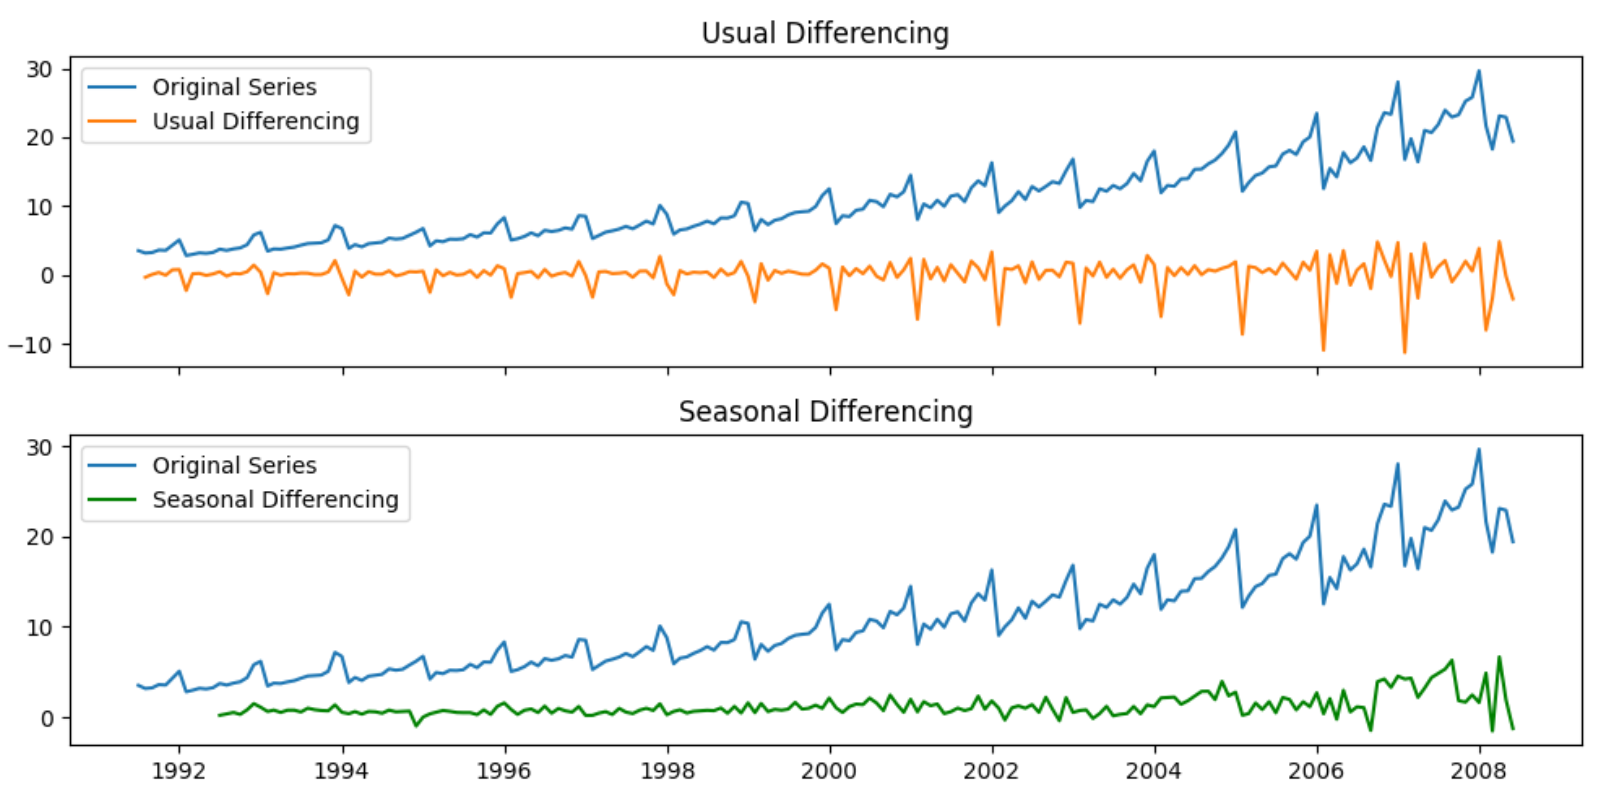 Usual Differencing
30
Original Series
Usual Differencing
20
10
0
−10
Seasonal Differencing
30
Original Series
Seasonal Differencing
20
10
0
1992 1994 1996 1998 2000 2002 2004 2006 2008